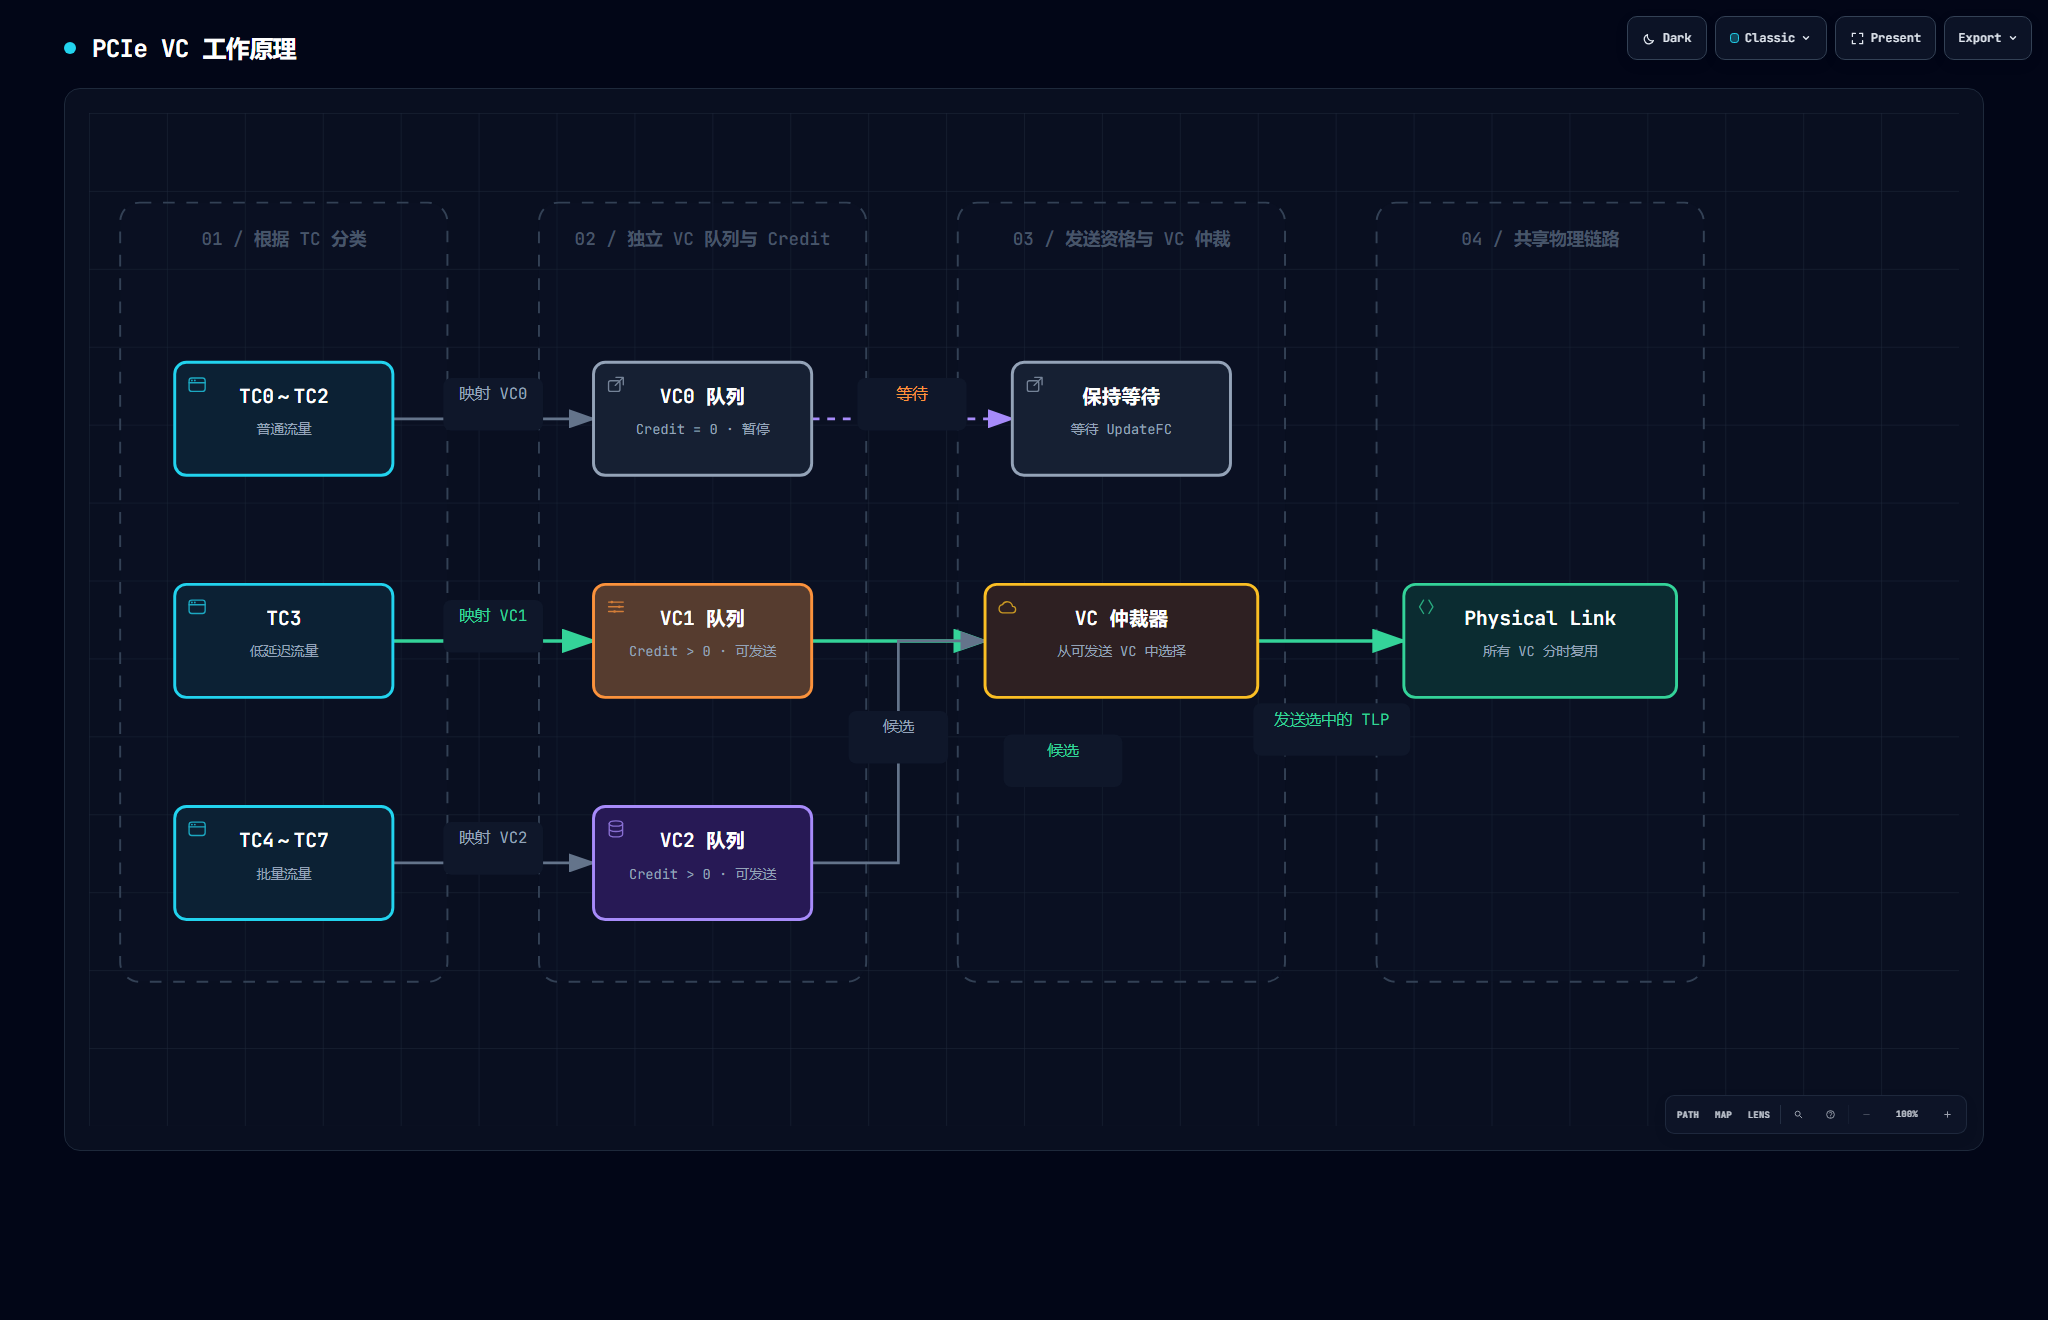 PCIe VC 工作原理
Dark
Classic
Present
Export
01 / 根据 TC 分类
02 / 独立 VC 队列与 Credit
03 / 发送资格与 VC 仲裁
04 / 共享物理链路
TC0～TC2
普通流量
映射 VC0
VC0 队列
Credit = 0 · 暂停
等待
保持等待
等待 UpdateFC
TC3
低延迟流量
映射 VC1
VC1 队列
Credit > 0 · 可发送
VC 仲裁器
从可发送 VC 中选择
Physical Link
所有 VC 分时复用
候选
候选
发送选中的 TLP
TC4～TC7
批量流量
映射 VC2
VC2 队列
Credit > 0 · 可发送
PATH
MAP
LENS
100%